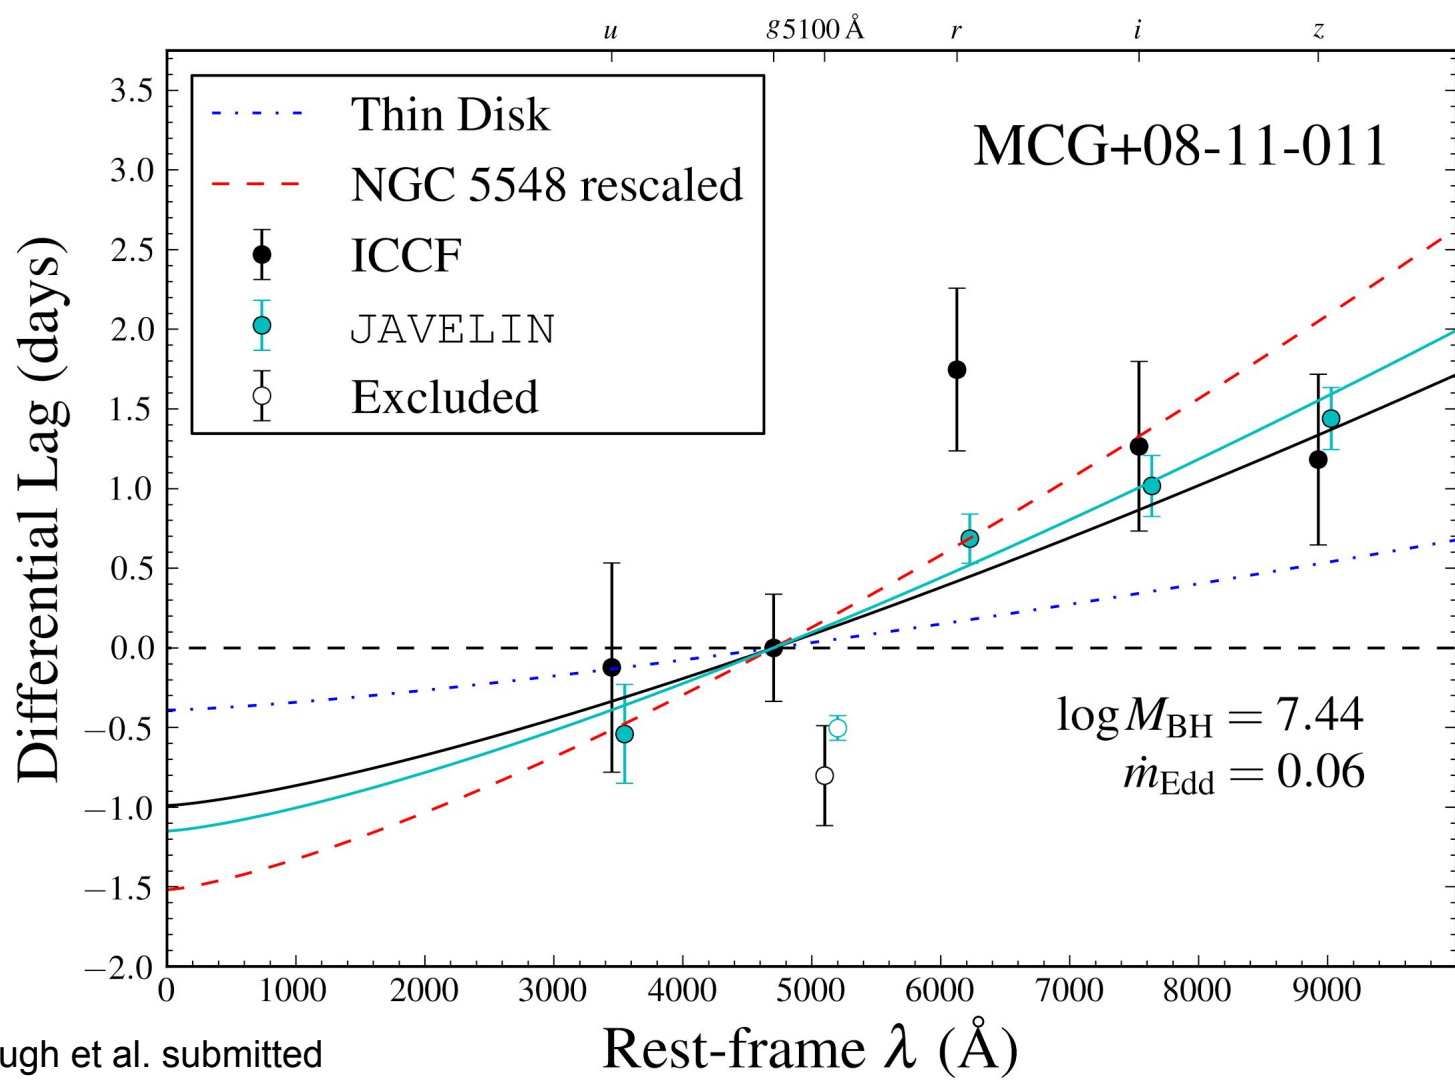 u g 5100 Å r i z
3.5
3.0
2.5
2.0
1.5
1.0
0.5
0.0
−0.5
−1.0
−1.5
−2.0
Differential Lag (days)
Thin Disk
NGC 5548 rescaled
ICCF
JAVELIN
Excluded
MCG+08-11-011
log M_BH = 7.44
ṁ_Edd = 0.06
0 1000 2000 3000 4000 5000 6000 7000 8000 9000
Rest-frame λ (Å)
ugh et al. submitted